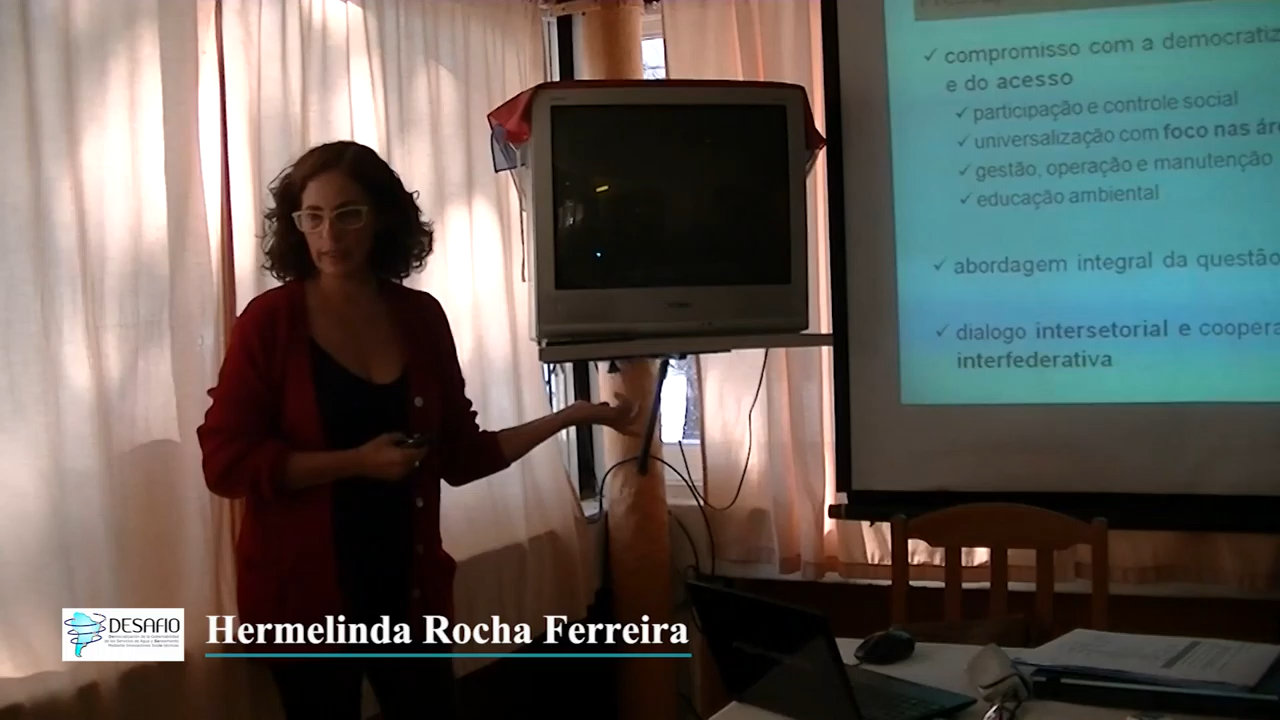 compromisso com a democratiz
e do acesso
participação e controle social
universalização com foco nas ár
gestão, operação e manutenção
educação ambiental
abordagem integral da questão
dialogo intersetorial e coopera
interfederativa
DESAFIO
Hermelinda Rocha Ferreira